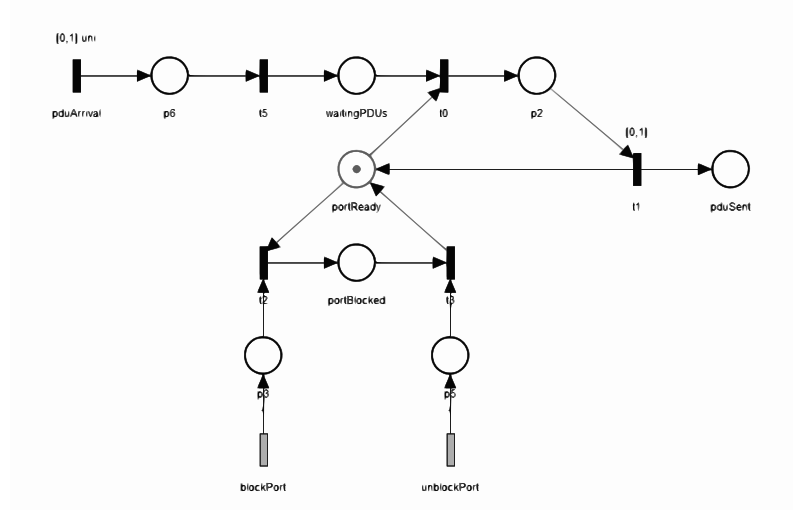 [0,1] uni
pduArrival
p6
t5
waitingPDUs
t0
p2
[0,1)
portReady
t1
pduSent
t2
portBlocked
t3
p3
p5
blockPort
unblockPort